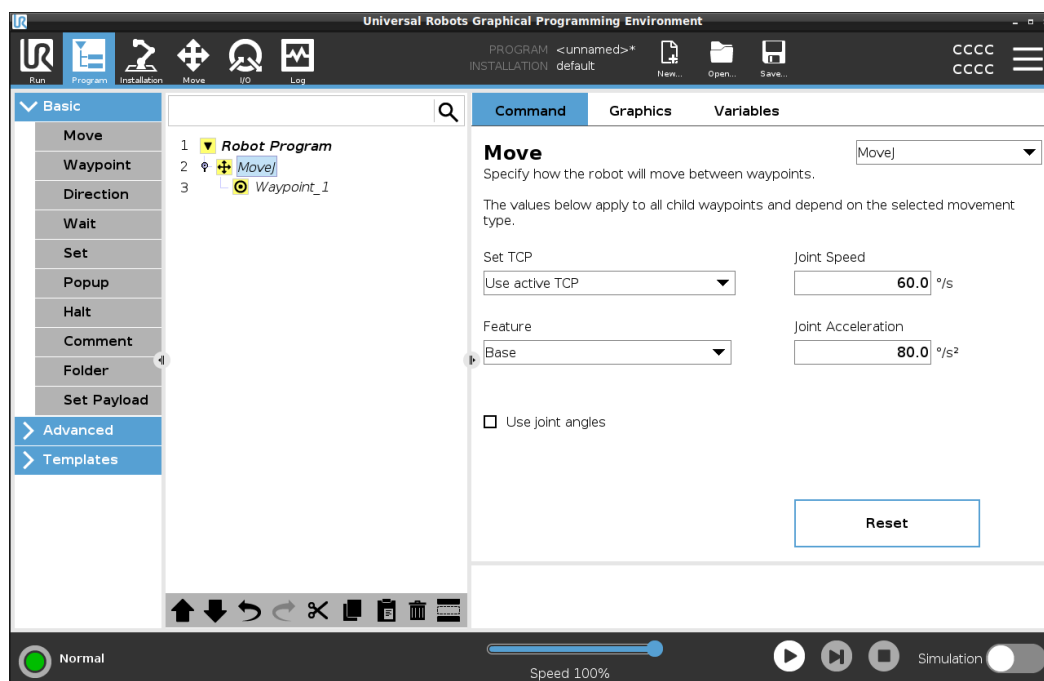 Universal Robots Graphical Programming Environment
UR
Run
Program
Installation
Move
I/O
Log
PROGRAM <unnamed>*
INSTALLATION default
New...
Open...
Save...
CCCC
CCCC
Basic
Move
Waypoint
Direction
Wait
Set
Popup
Halt
Comment
Folder
Set Payload
Advanced
Templates
1 Robot Program
2 MoveJ
3 Waypoint_1
Command Graphics Variables
Move
MoveJ
Specify how the robot will move between waypoints.
The values below apply to all child waypoints and depend on the selected movement
type.
Set TCP
Joint Speed
Use active TCP
60.0 °/s
Feature
Joint Acceleration
Base
80.0 °/s²
Use joint angles
Reset
Normal
Speed 100%
Simulation